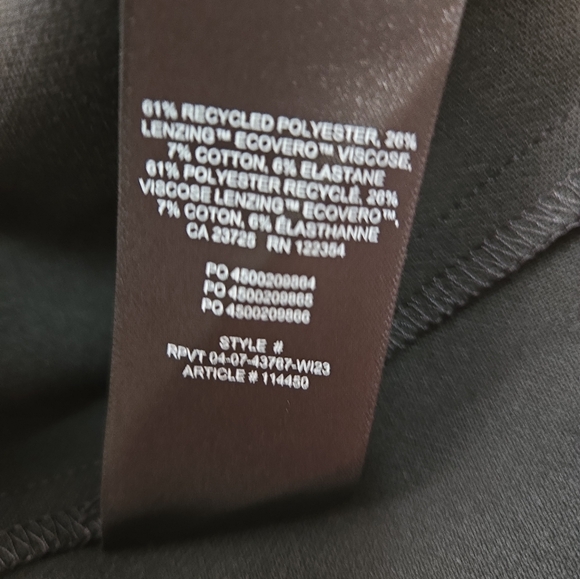 61% RECYCLED POLYESTER, 26%
LENZING™ ECOVERO™ VISCOSE,
7% COTTON, 6% ELASTANE
61% POLYESTER RECYCLÉ, 26%
VISCOSE LENZING™ ECOVERO™,
7% COTON, 6% ÉLASTHANNE
CA 23725 RN 122354
PO 4500209864
PO 4500209865
PO 4500209866
STYLE #
RPVT 04-07-43767-WI23
ARTICLE # 114450